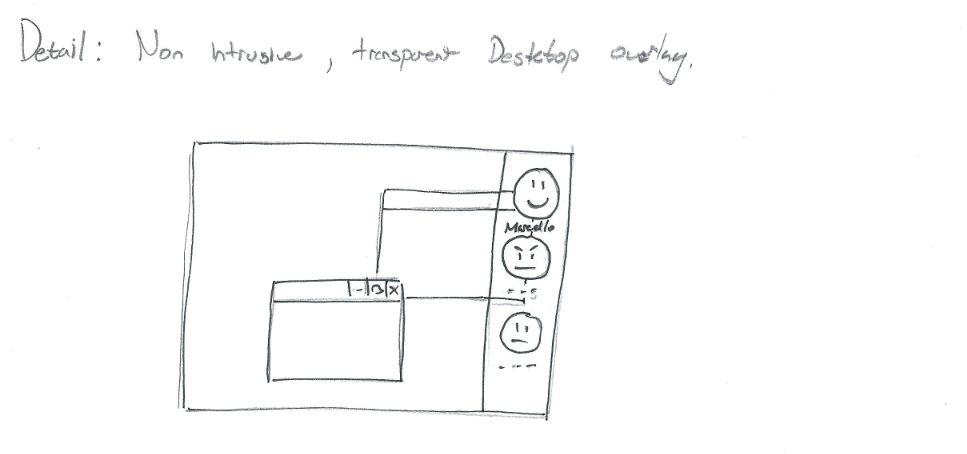 Detail: Non Intrusive, transparent Desktop overlay.
Marcello
- X